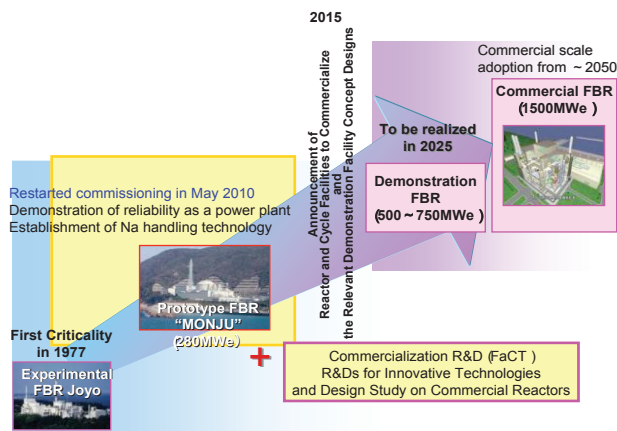 2015
Announcement of
Reactor and Cycle Facilities to Commercialize
and
the Relevant Demonstration Facility Concept Designs
Commercial scale
adoption from ~ 2050
Commercial FBR
(1500MWe )
To be realized
in 2025
Demonstration
FBR
(500 ~ 750MWe)
Restarted commissioning in May 2010
Demonstration of reliability as a power plant
Establishment of Na handling technology
Prototype FBR
“MONJU”
(280MWe)
First Criticality
in 1977
Experimental
FBR Joyo
+
Commercialization R&D (FaCT )
R&Ds for Innovative Technologies
and Design Study on Commercial Reactors